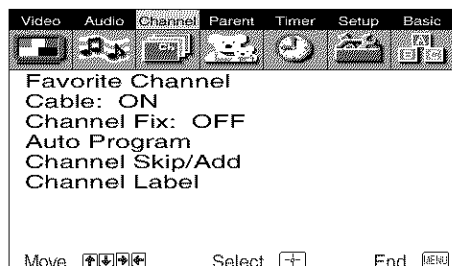 Video Audio Channel Parent Timer Setup Basic
Favorite Channel
Cable: ON
Channel Fix: OFF
Auto Program
Channel Skip/Add
Channel Label
Move Select End MENU